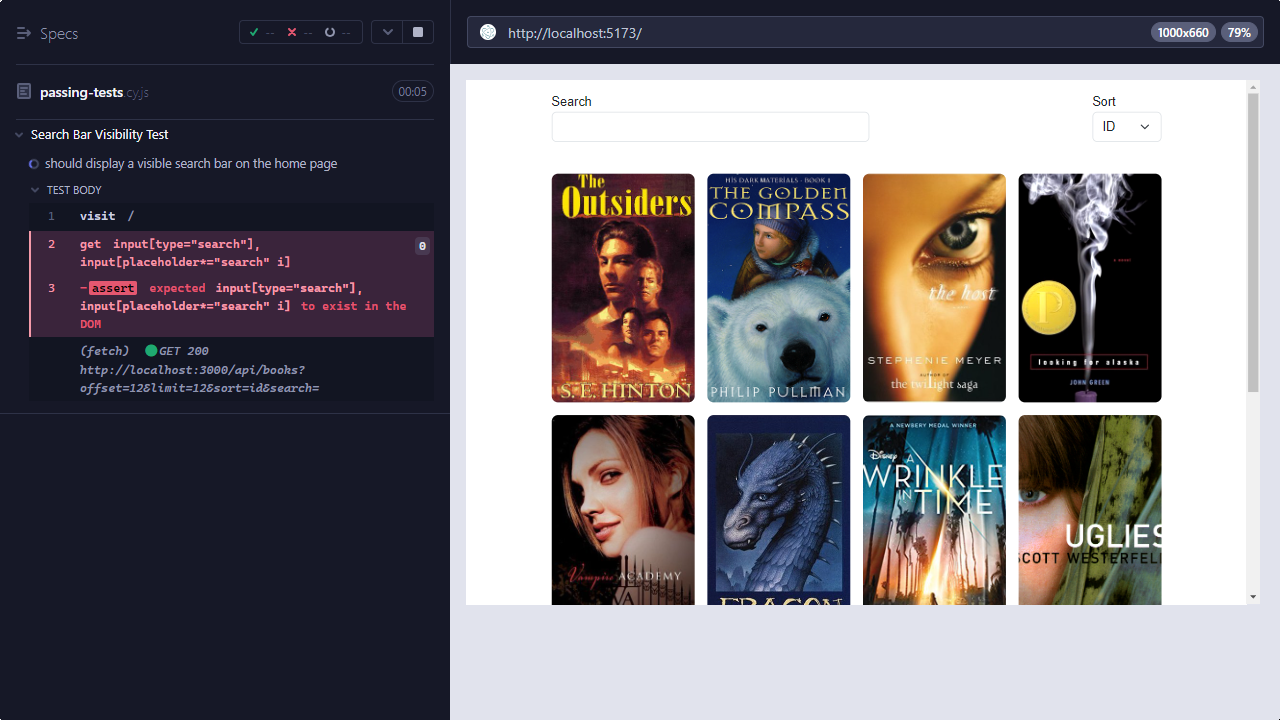 Specs
--
--
--
passing-tests cy.js
00:05
Search Bar Visibility Test
should display a visible search bar on the home page
TEST BODY
1 visit /
2 get input[type="search"],
input[placeholder*="search" i]
0
3 -assert expected input[type="search"],
input[placeholder*="search" i] to exist in the
DOM
(fetch) GET 200
http://localhost:3000/api/books?
offset=12&limit=12&sort=id&search=
http://localhost:5173/
1000x660
79%
Search
Sort
ID
The
Outsiders
S. E. HINTON
HIS DARK MATERIALS · BOOK I
THE GOLDEN
COMPASS
PHILIP PULLMAN
the host
STEPHENIE MEYER
AUTHOR OF
the twilight saga
a novel
P
looking for alaska
JOHN GREEN
Vampire ACADEMY
ERAGON
A NEWBERY MEDAL WINNER
Disney
A
WRINKLE
IN
TIME
UGLIES
SCOTT WESTERFEL